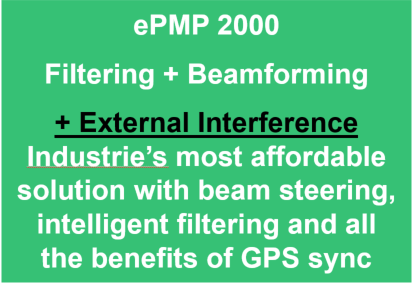 ePMP 2000
Filtering + Beamforming
+ External Interference
Industrie's most affordable
solution with beam steering,
intelligent filtering and all
the benefits of GPS sync